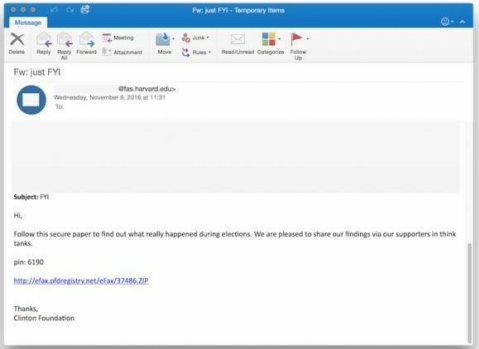 Fw: just FYI - Temporary Items
Message
Delete Reply Reply All Forward Meeting Attachment Move Junk Rules Read/Unread Categorize Follow Up
Fw: just FYI
@fas.harvard.edu>
Wednesday, November 9, 2016 at 11:31
To:
Subject: FYI
Hi,
Follow this secure paper to find out what really happened during elections. We are pleased to share our findings via our supporters in think
tanks.
pin: 6190
http://efax.pfdregistry.net/eFax/37486.ZIP
Thanks,
Clinton Foundation